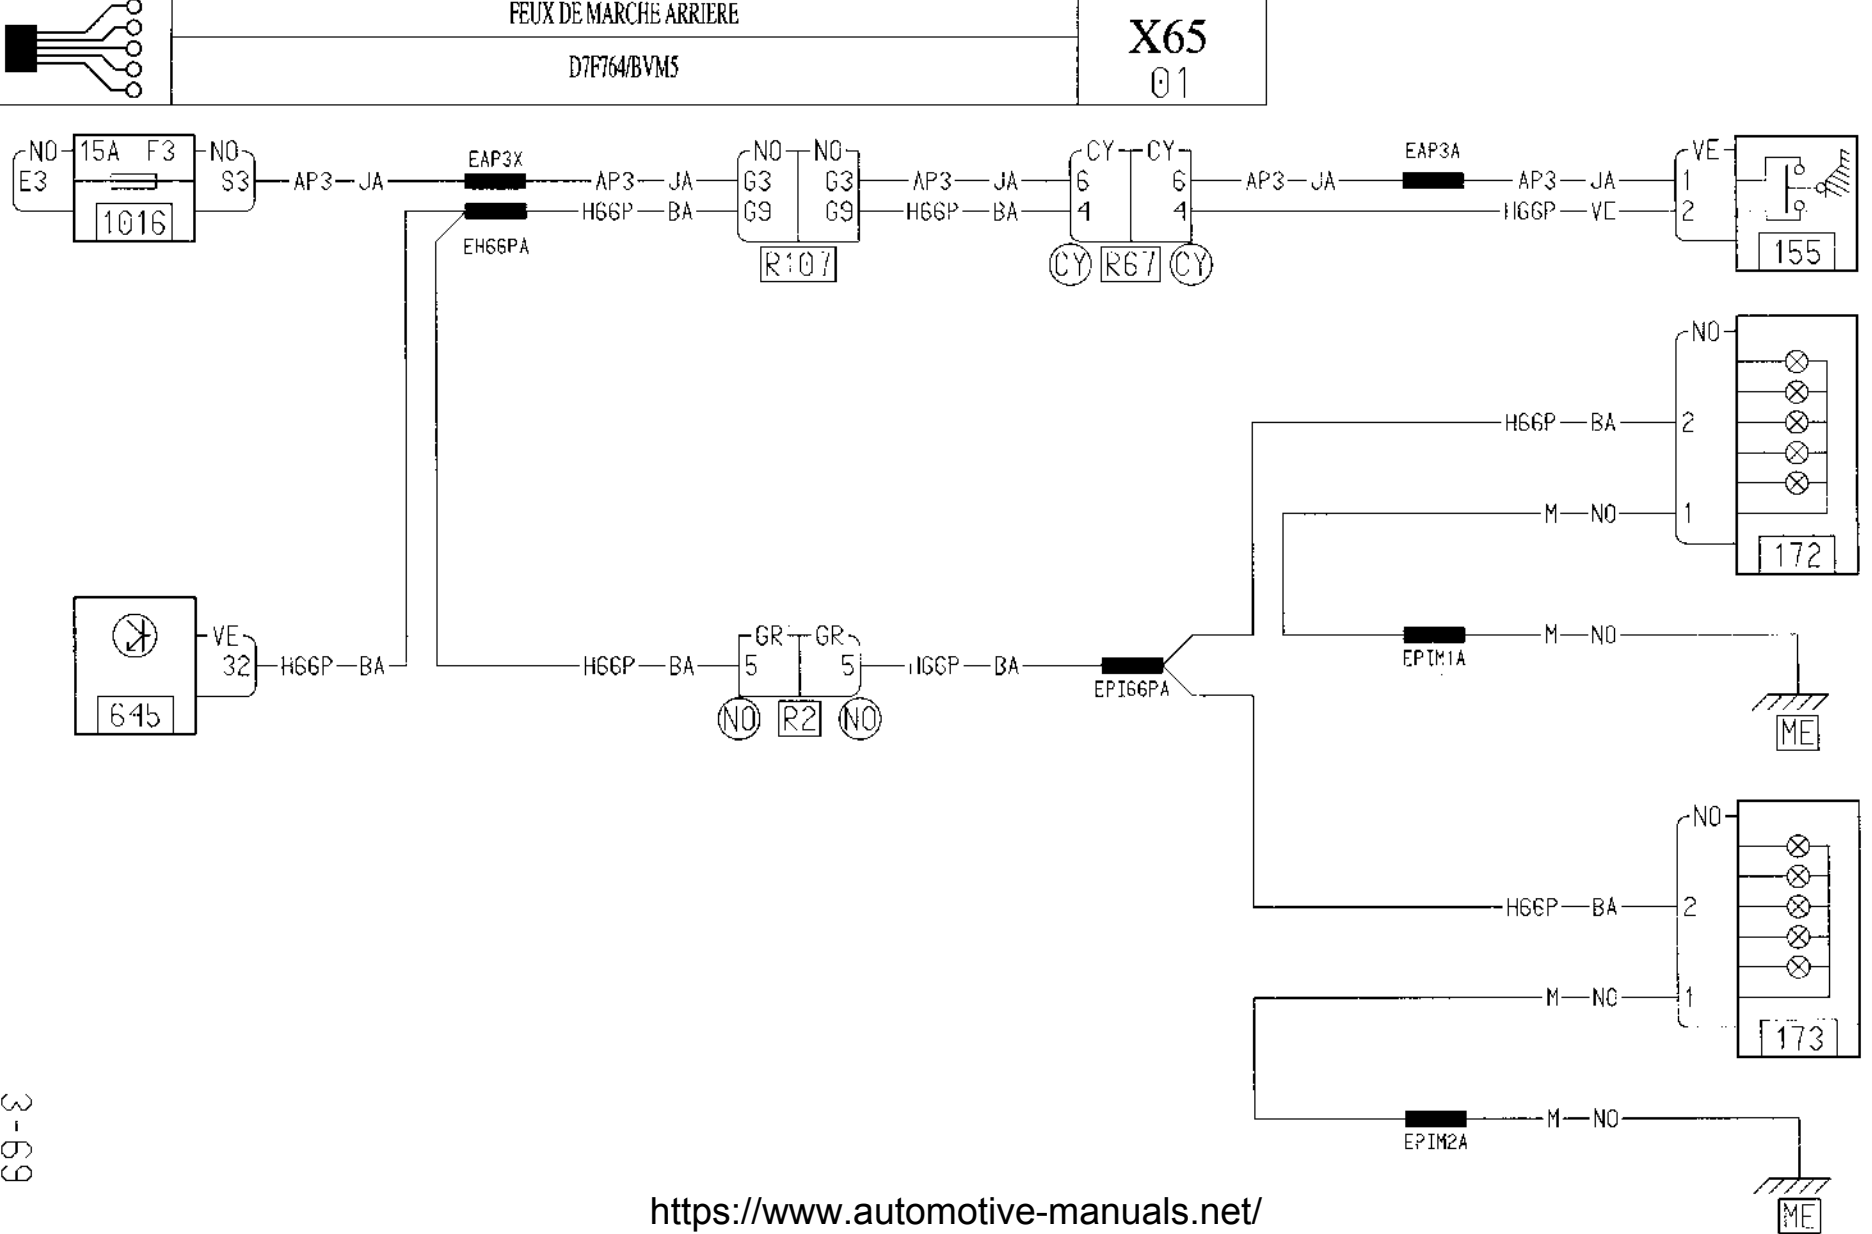 FEUX DE MARCHE ARRIERE
D7F764/BVM5
X65
01
NO 15A F3 NO
E3 S3 AP3 JA
1016
EAP3X
AP3 JA
H66P BA
EH66PA
NO NO
G3 G3
G9 G9
R107
AP3 JA
H66P BA
CY CY
6 6
4 4
CY R67 CY
AP3 JA
EAP3A
AP3 JA
H66P VE
VE
1
2
155
NO
H66P BA 2
M NO 1
172
EPIM1A
M NO
ME
VE
32 H66P BA
645
H66P BA
GR GR
5 5
NO R2 NO
H66P BA
EPI66PA
NO
H66P BA 2
M NO 1
173
EPIM2A
M NO
ME
3-69
https://www.automotive-manuals.net/